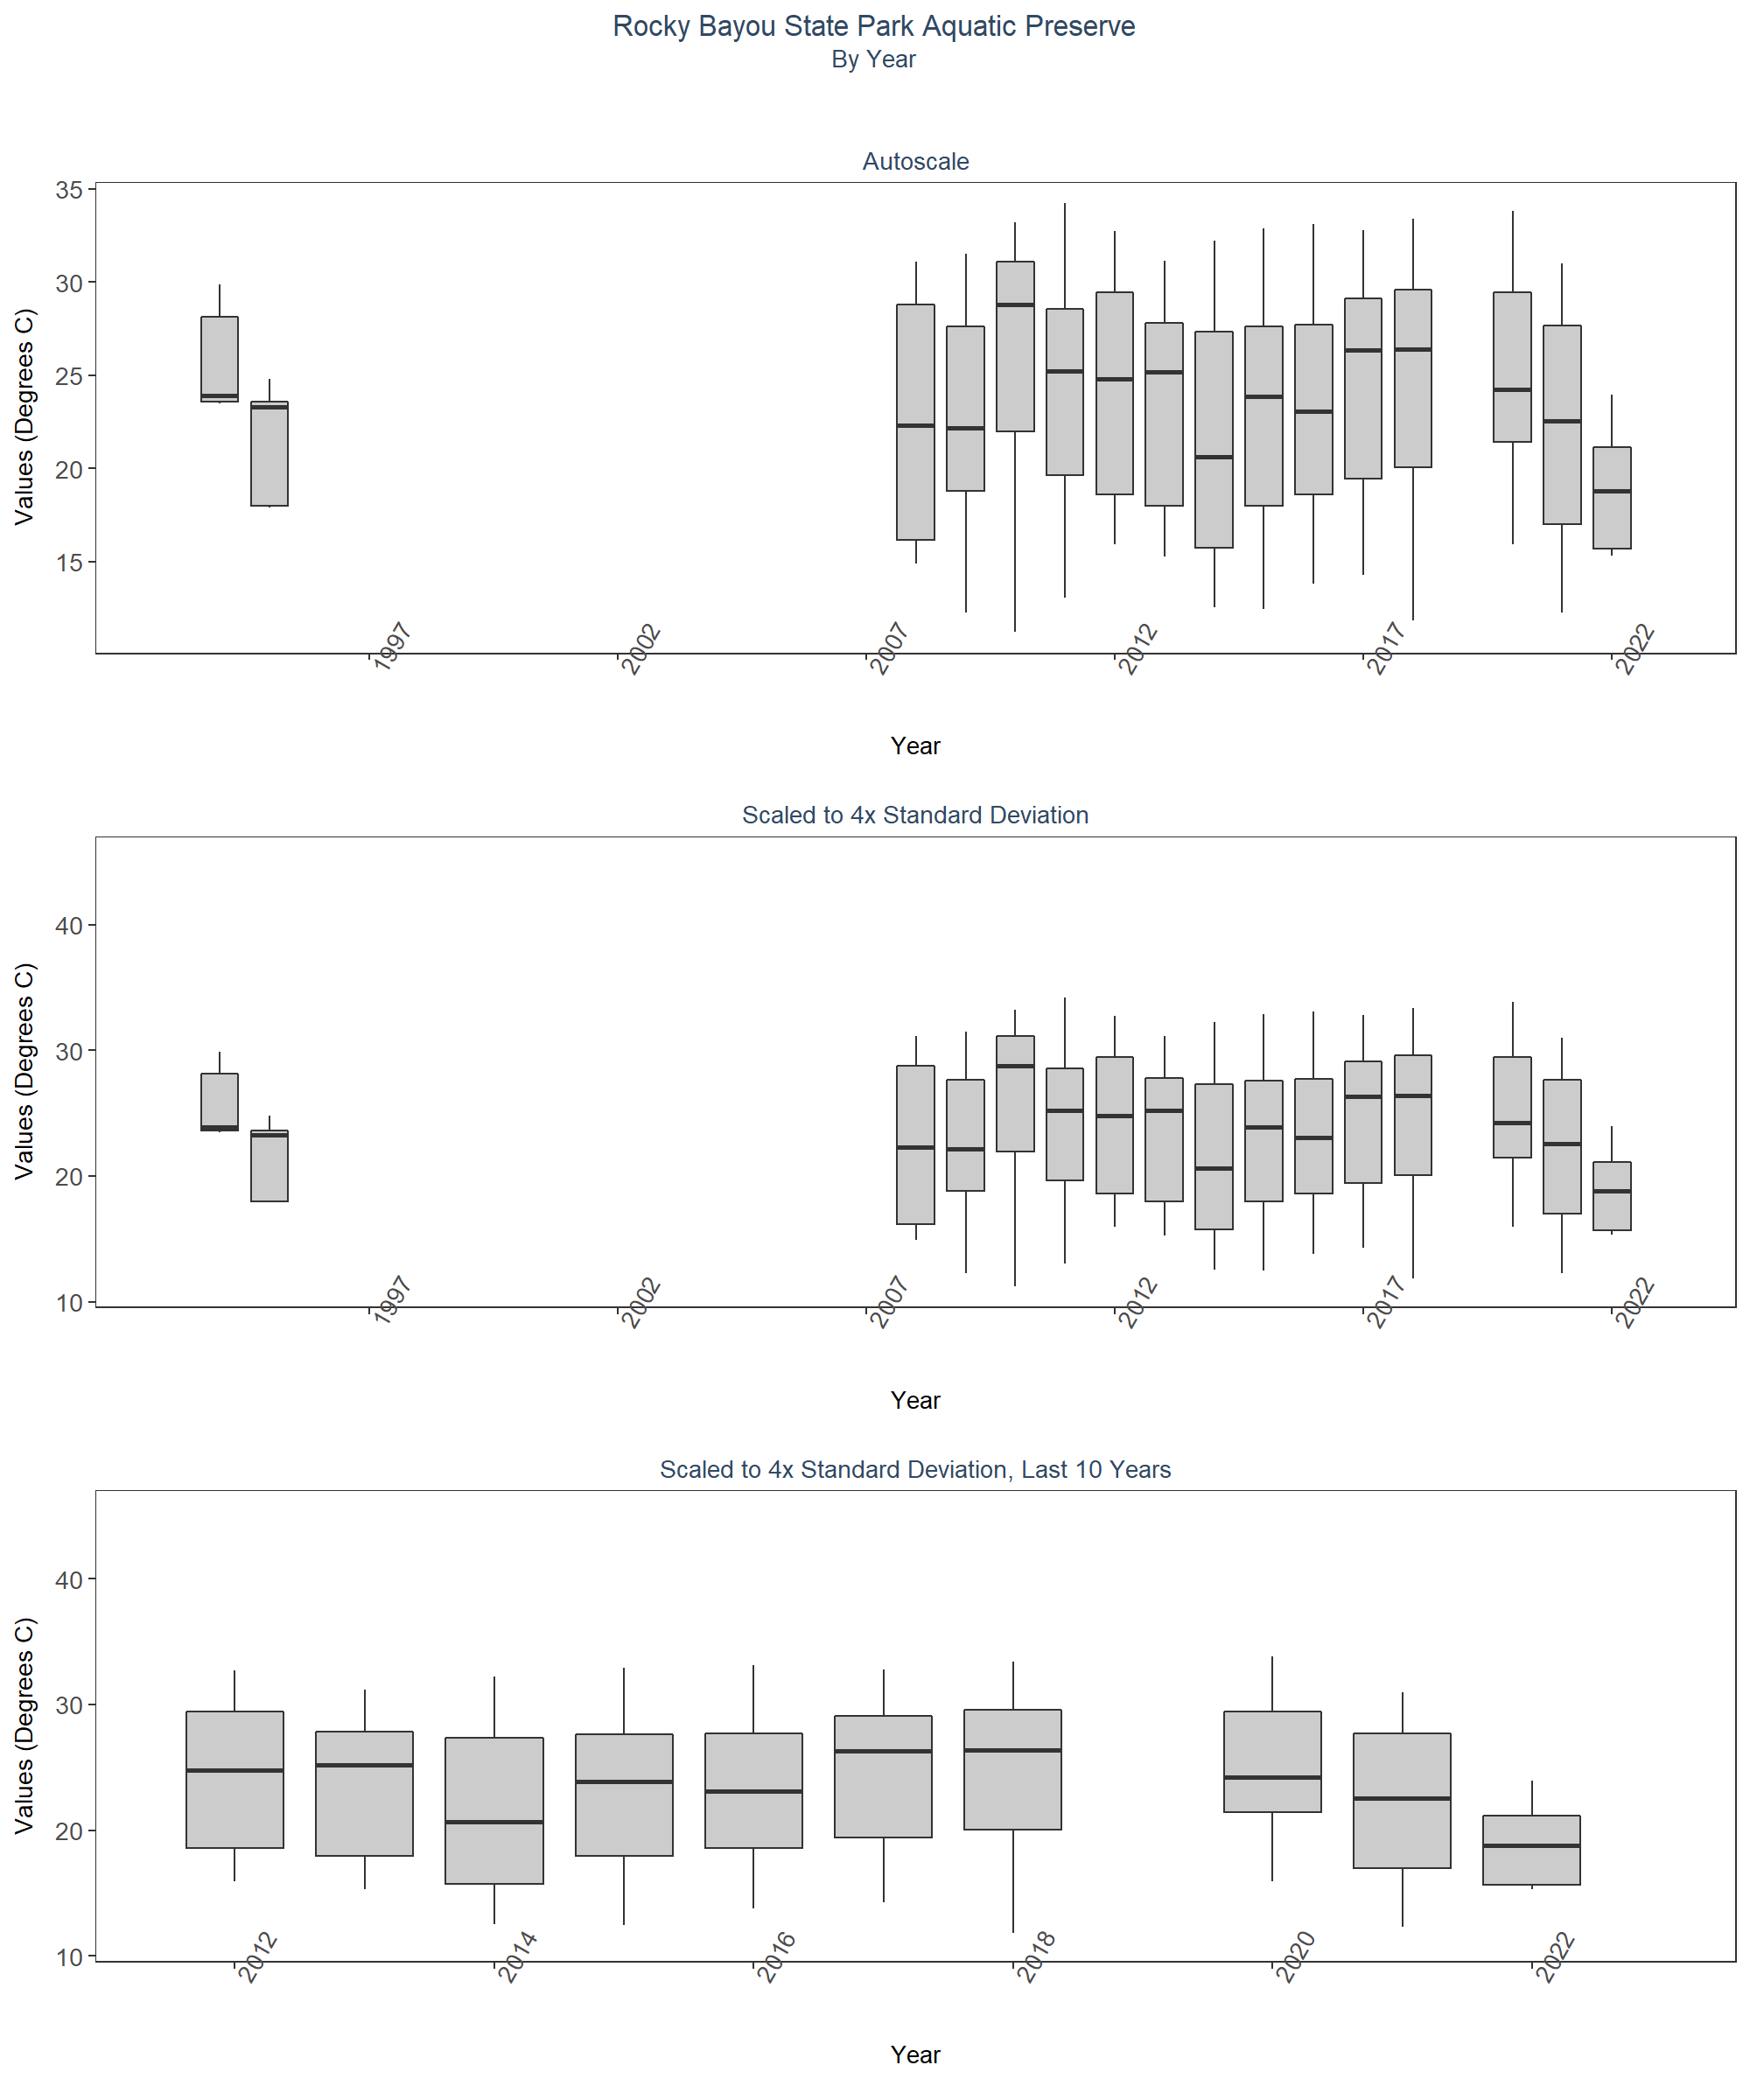 Rocky Bayou State Park Aquatic Preserve
By Year
Autoscale
Values (Degrees C)
35
30
25
20
15
1997
2002
2007
2012
2017
2022
Year
Scaled to 4x Standard Deviation
Values (Degrees C)
40
30
20
10
1997
2002
2007
2012
2017
2022
Year
Scaled to 4x Standard Deviation, Last 10 Years
Values (Degrees C)
40
30
20
10
2012
2014
2016
2018
2020
2022
Year